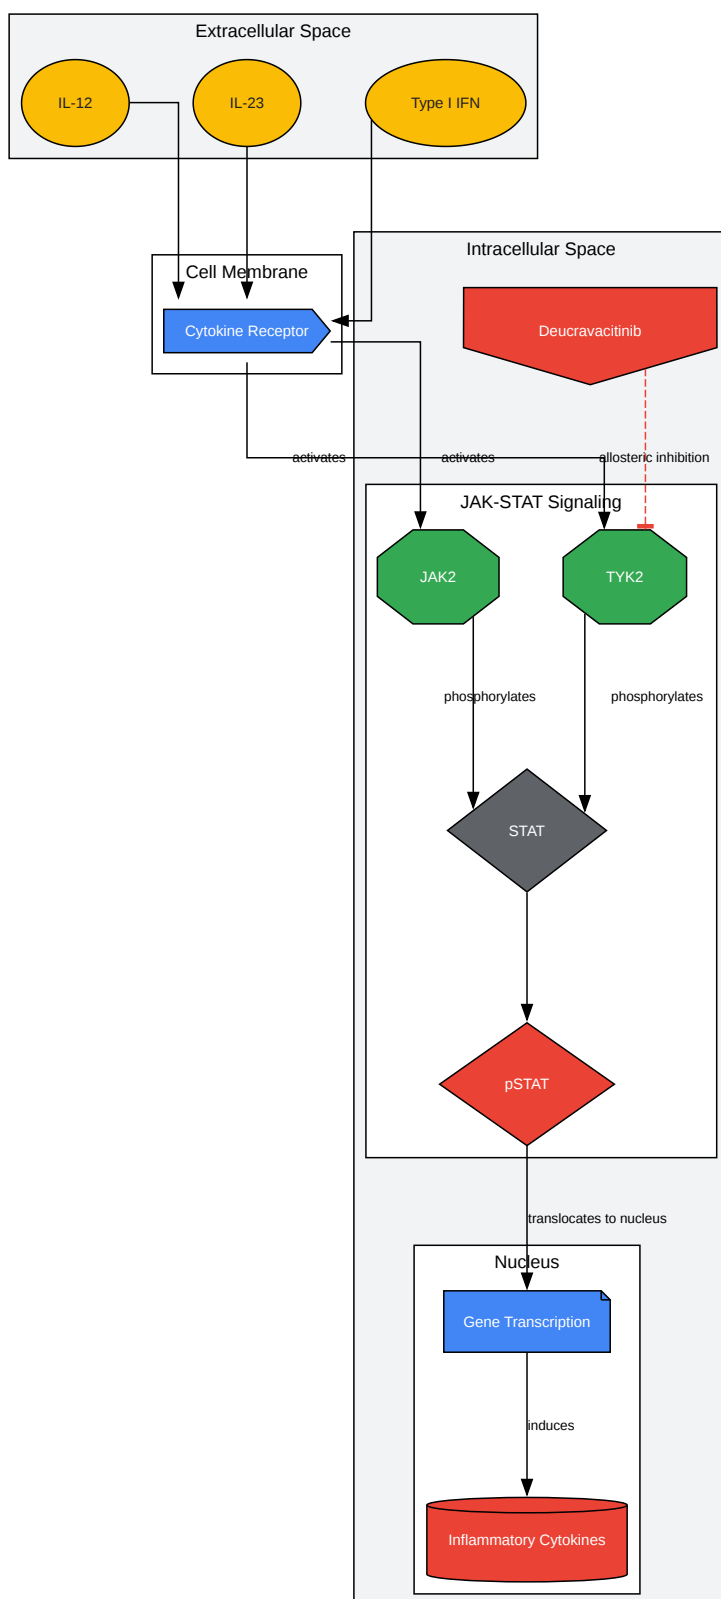 Extracellular Space
IL-12
IL-23
Type I IFN
Intracellular Space
Cell Membrane
Cytokine Receptor
Deucravacitinib
activates
activates
allosteric inhibition
JAK-STAT Signaling
JAK2
TYK2
phosphorylates
phosphorylates
STAT
pSTAT
translocates to nucleus
Nucleus
Gene Transcription
induces
Inflammatory Cytokines